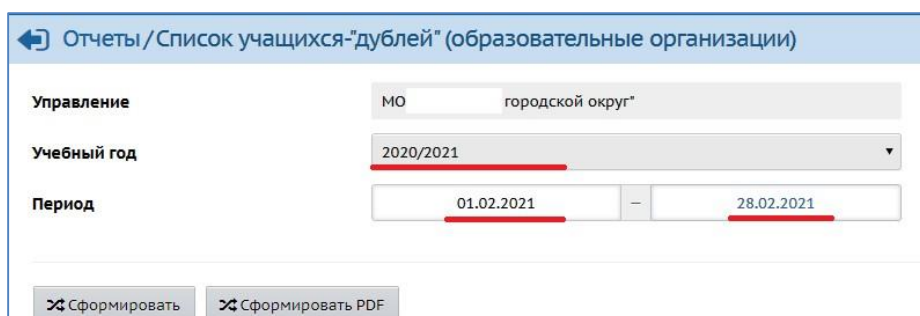 Отчеты/Список учащихся-"дублей" (образовательные организации)
Управление МО городской округ"
Учебный год 2020/2021
Период 01.02.2021 – 28.02.2021
Сформировать Сформировать PDF